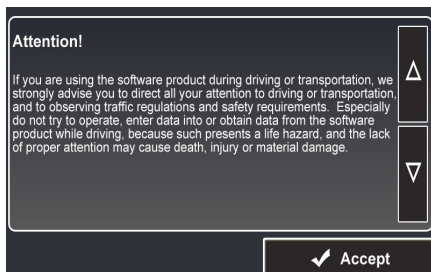 Attention!
If you are using the software product during driving or transportation, we
strongly advise you to direct all your attention to driving or transportation,
and to observing traffic regulations and safety requirements. Especially
do not try to operate, enter data into or obtain data from the software
product while driving, because such presents a life hazard, and the lack
of proper attention may cause death, injury or material damage.
Accept